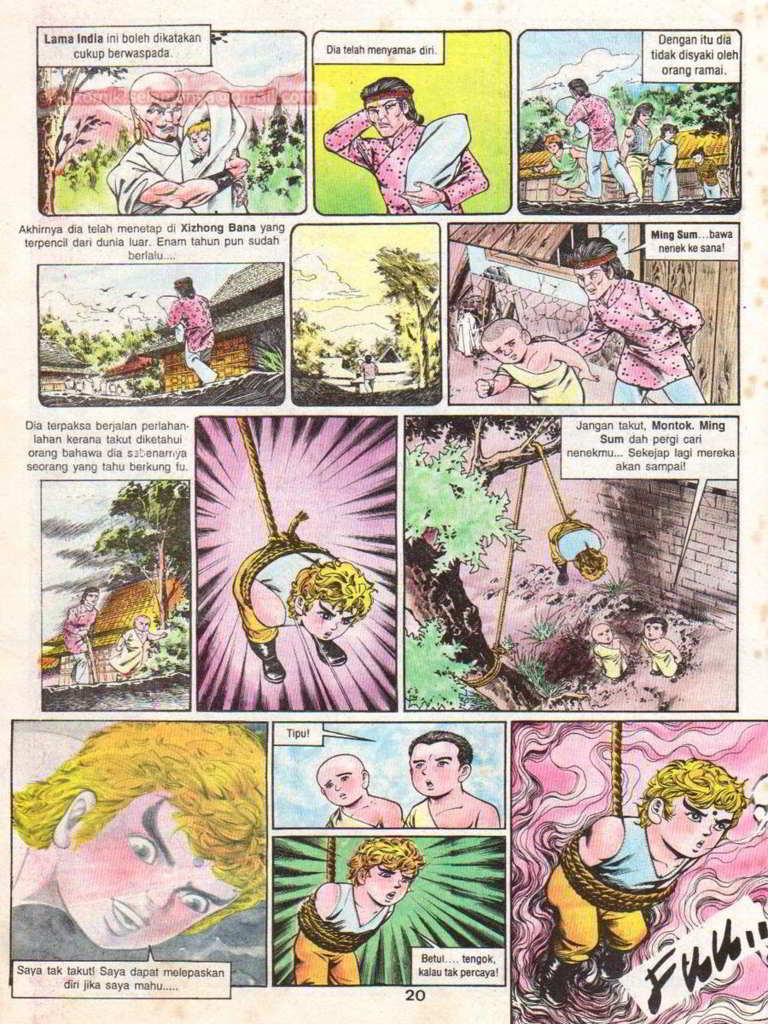 Lama India ini boleh dikatakan
cukup berwaspada.
Dia telah menyamar diri.
Dengan itu dia
tidak disyaki oleh
orang ramai.
Akhirnya dia telah menetap di Xizhong Bana yang
terpencil dari dunia luar. Enam tahun pun sudah
berlalu....
Ming Sum...bawa
nenek ke sana!
Dia terpaksa berjalan perlahan-
lahan kerana takut diketahui
orang bahawa dia sebenarnya
seorang yang tahu berkung fu.
Jangan takut, Montok. Ming
Sum dah pergi cari
nenekmu... Sekejap lagi mereka
akan sampai!
Saya tak takut! Saya dapat melepaskan
diri jika saya mahu.....
Tipu!
Betul.... tengok,
kalau tak percaya!
20